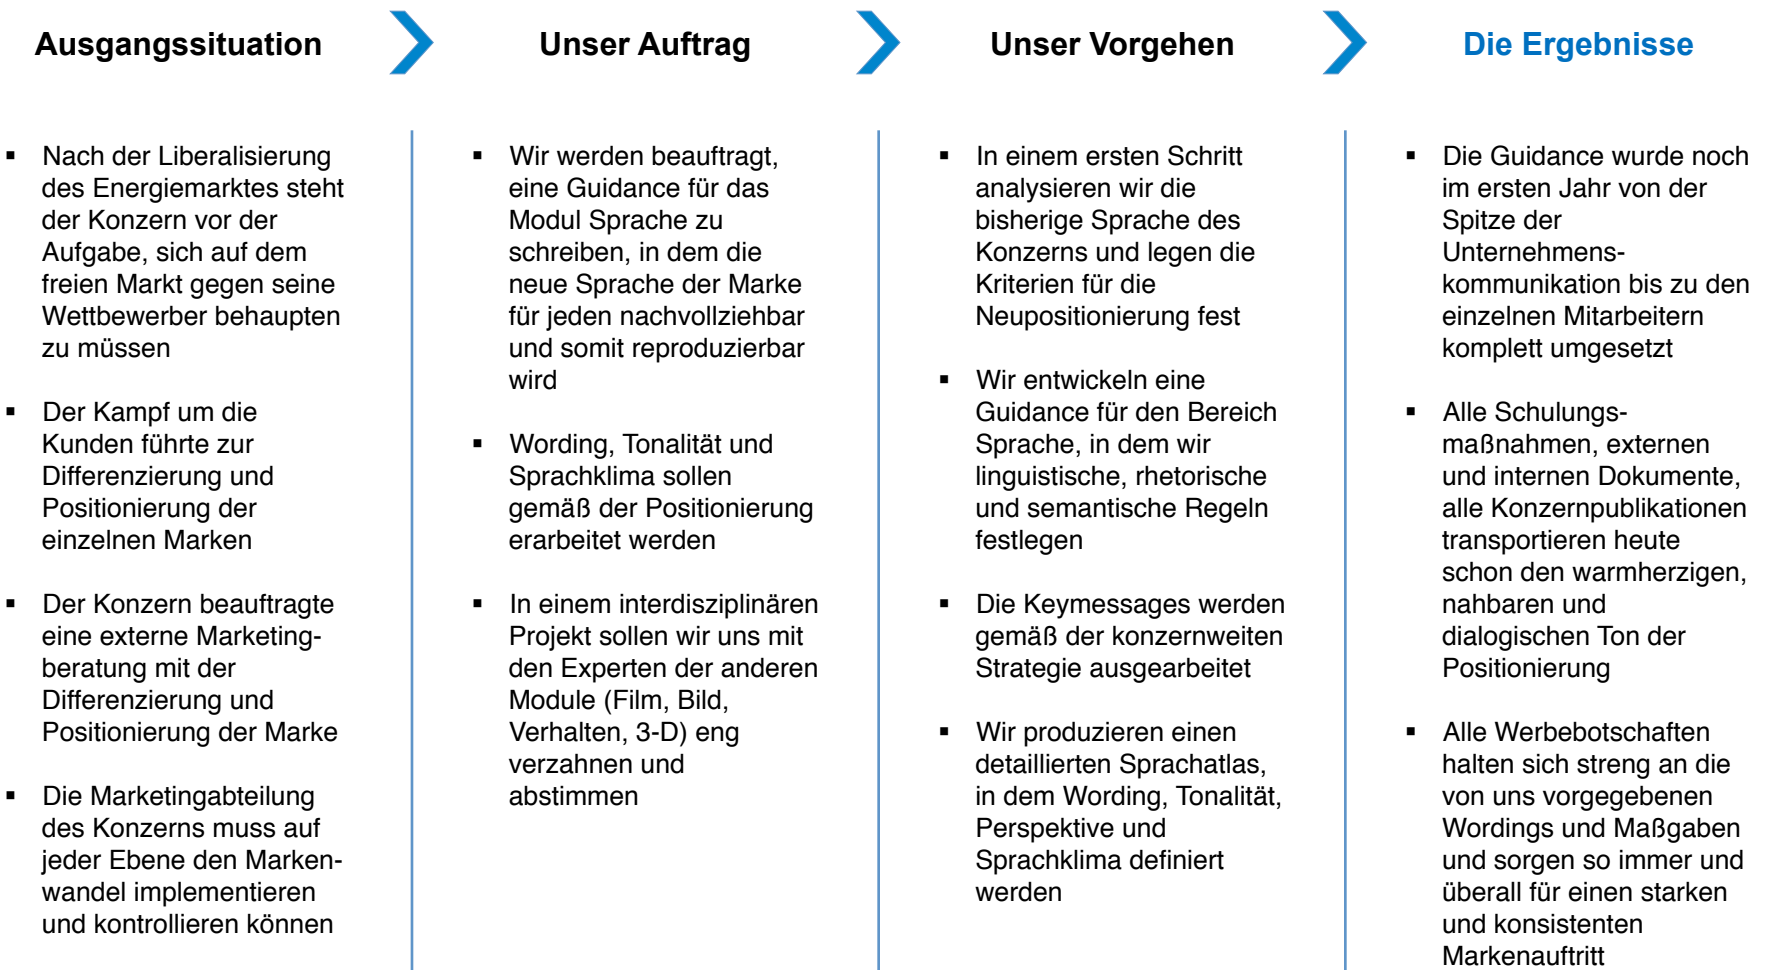 Ausgangssituation
Unser Auftrag
Unser Vorgehen
Die Ergebnisse
▪ Nach der Liberalisierung
des Energiemarktes steht
der Konzern vor der
Aufgabe, sich auf dem
freien Markt gegen seine
Wettbewerber behaupten
zu müssen
▪ Der Kampf um die
Kunden führte zur
Differenzierung und
Positionierung der
einzelnen Marken
▪ Der Konzern beauftragte
eine externe Marketing-
beratung mit der
Differenzierung und
Positionierung der Marke
▪ Die Marketingabteilung
des Konzerns muss auf
jeder Ebene den Marken-
wandel implementieren
und kontrollieren können
▪ Wir werden beauftragt,
eine Guidance für das
Modul Sprache zu
schreiben, in dem die
neue Sprache der Marke
für jeden nachvollziehbar
und somit reproduzierbar
wird
▪ Wording, Tonalität und
Sprachklima sollen
gemäß der Positionierung
erarbeitet werden
▪ In einem interdisziplinären
Projekt sollen wir uns mit
den Experten der anderen
Module (Film, Bild,
Verhalten, 3-D) eng
verzahnen und
abstimmen
▪ In einem ersten Schritt
analysieren wir die
bisherige Sprache des
Konzerns und legen die
Kriterien für die
Neupositionierung fest
▪ Wir entwickeln eine
Guidance für den Bereich
Sprache, in dem wir
linguistische, rhetorische
und semantische Regeln
festlegen
▪ Die Keymessages werden
gemäß der konzernweiten
Strategie ausgearbeitet
▪ Wir produzieren einen
detaillierten Sprachatlas,
in dem Wording, Tonalität,
Perspektive und
Sprachklima definiert
werden
▪ Die Guidance wurde noch
im ersten Jahr von der
Spitze der
Unternehmens-
kommunikation bis zu den
einzelnen Mitarbeitern
komplett umgesetzt
▪ Alle Schulungs-
maßnahmen, externen
und internen Dokumente,
alle Konzernpublikationen
transportieren heute
schon den warmherzigen,
nahbaren und
dialogischen Ton der
Positionierung
▪ Alle Werbebotschaften
halten sich streng an die
von uns vorgegebenen
Wordings und Maßgaben
und sorgen so immer und
überall für einen starken
und konsistenten
Markenauftritt